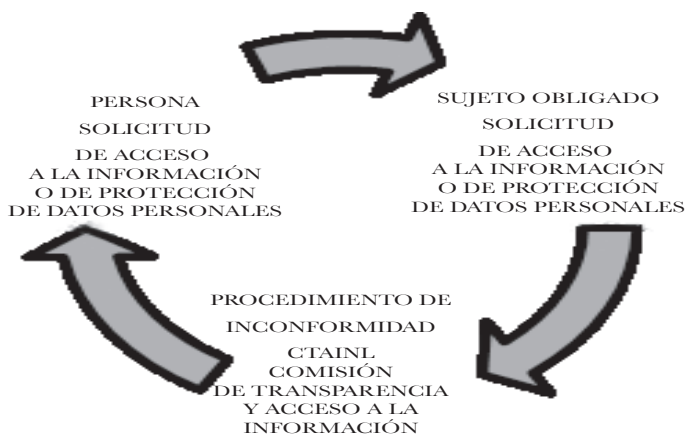 PERSONA
SOLICITUD
DE ACCESO
A LA INFORMACIÓN
O DE PROTECCIÓN
DE DATOS PERSONALES
SUJETO OBLIGADO
SOLICITUD
DE ACCESO
A LA INFORMACIÓN
O DE PROTECCIÓN
DE DATOS PERSONALES
PROCEDIMIENTO DE
INCONFORMIDAD
CTAINL
COMISIÓN
DE TRANSPARENCIA
Y ACCESO A LA
INFORMACIÓN